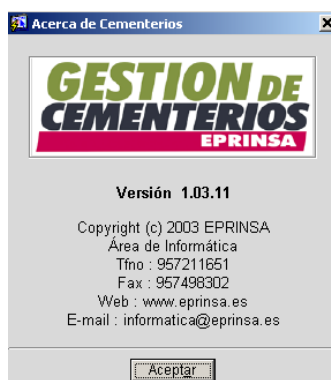 Acerca de Cementerios
GESTION DE
CEMENTERIOS
EPRINSA
Versión 1.03.11
Copyright (c) 2003 EPRINSA
Área de Informática
Tfno : 957211651
Fax : 957498302
Web : www.eprinsa.es
E-mail : informatica@eprinsa.es
Aceptar